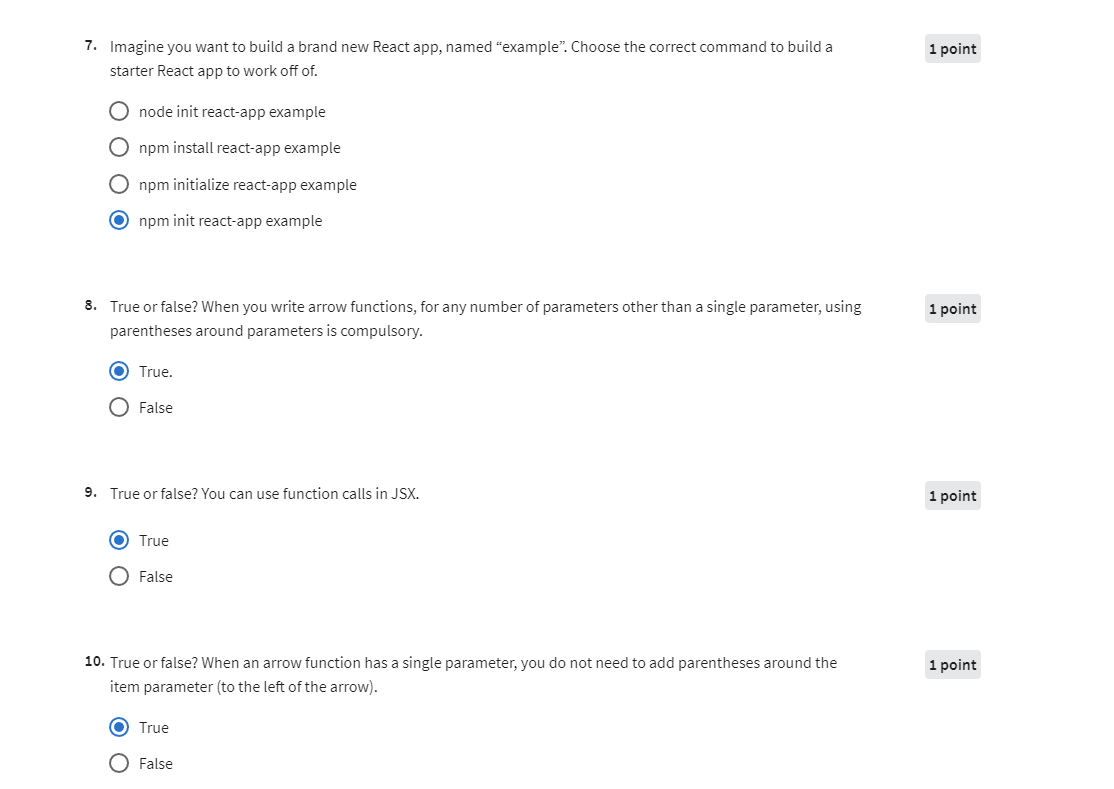 7. Imagine you want to build a brand new React app, named “example”. Choose the correct command to build a
1 point
starter React app to work off of.
node init react-app example
npm install react-app example
npm initialize react-app example
npm init react-app example
8. True or false? When you write arrow functions, for any number of parameters other than a single parameter, using
1 point
parentheses around parameters is compulsory.
True.
False
9. True or false? You can use function calls in JSX.
1 point
True
False
10. True or false? When an arrow function has a single parameter, you do not need to add parentheses around the
1 point
item parameter (to the left of the arrow).
True
False